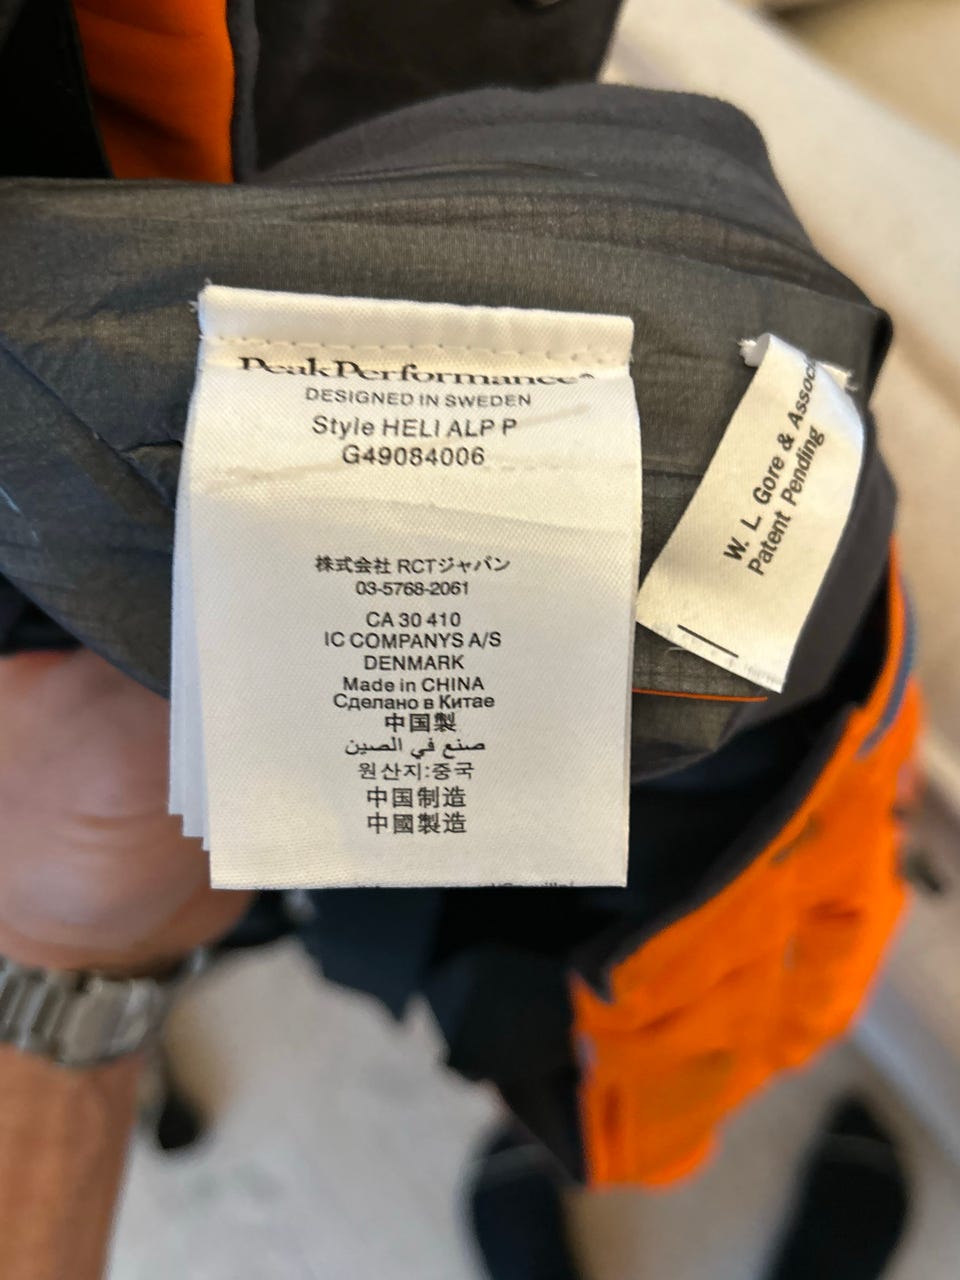 PeakPerformance®
DESIGNED IN SWEDEN
Style HELI ALP P
G49084006
株式会社 RCTジャパン
03-5768-2061
CA 30 410
IC COMPANYS A/S
DENMARK
Made in CHINA
Сделано в Китае
中国製
صنع في الصين
원산지:중국
中国制造
中國製造
W. L. Gore &
Patent Pending